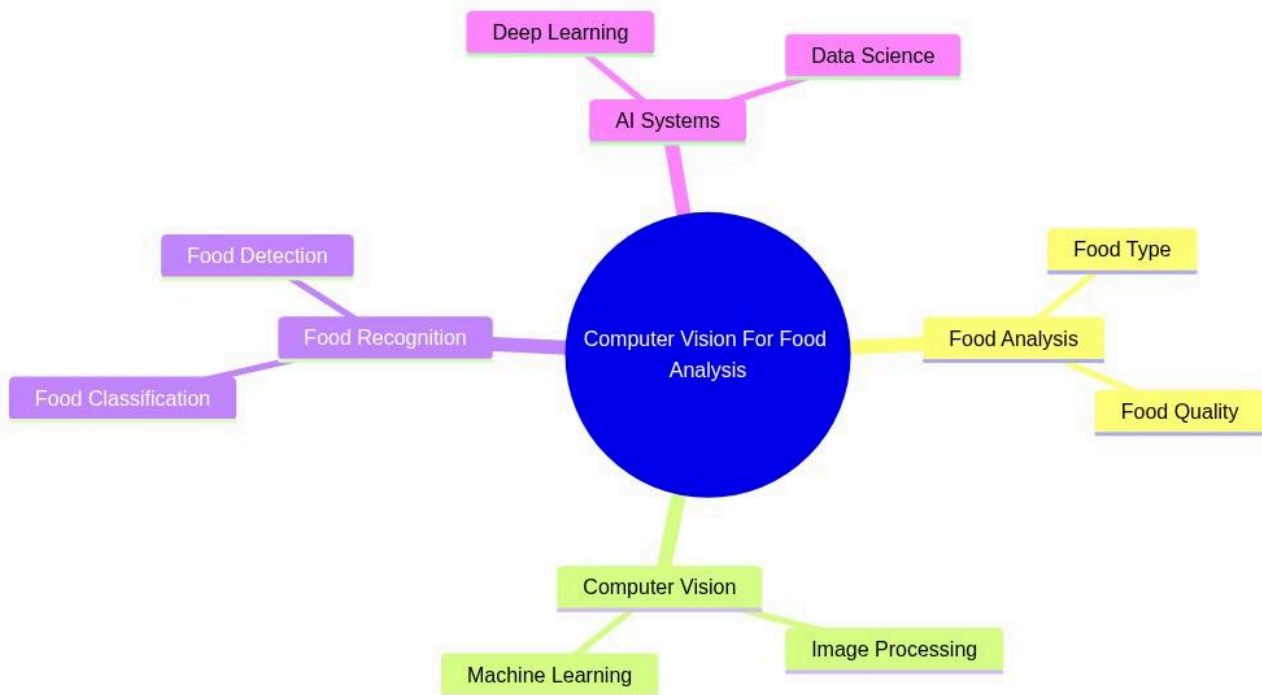 Deep Learning
Data Science
AI Systems
Food Detection
Food Type
Food Recognition
Computer Vision For Food
Analysis
Food Analysis
Food Classification
Food Quality
Computer Vision
Image Processing
Machine Learning